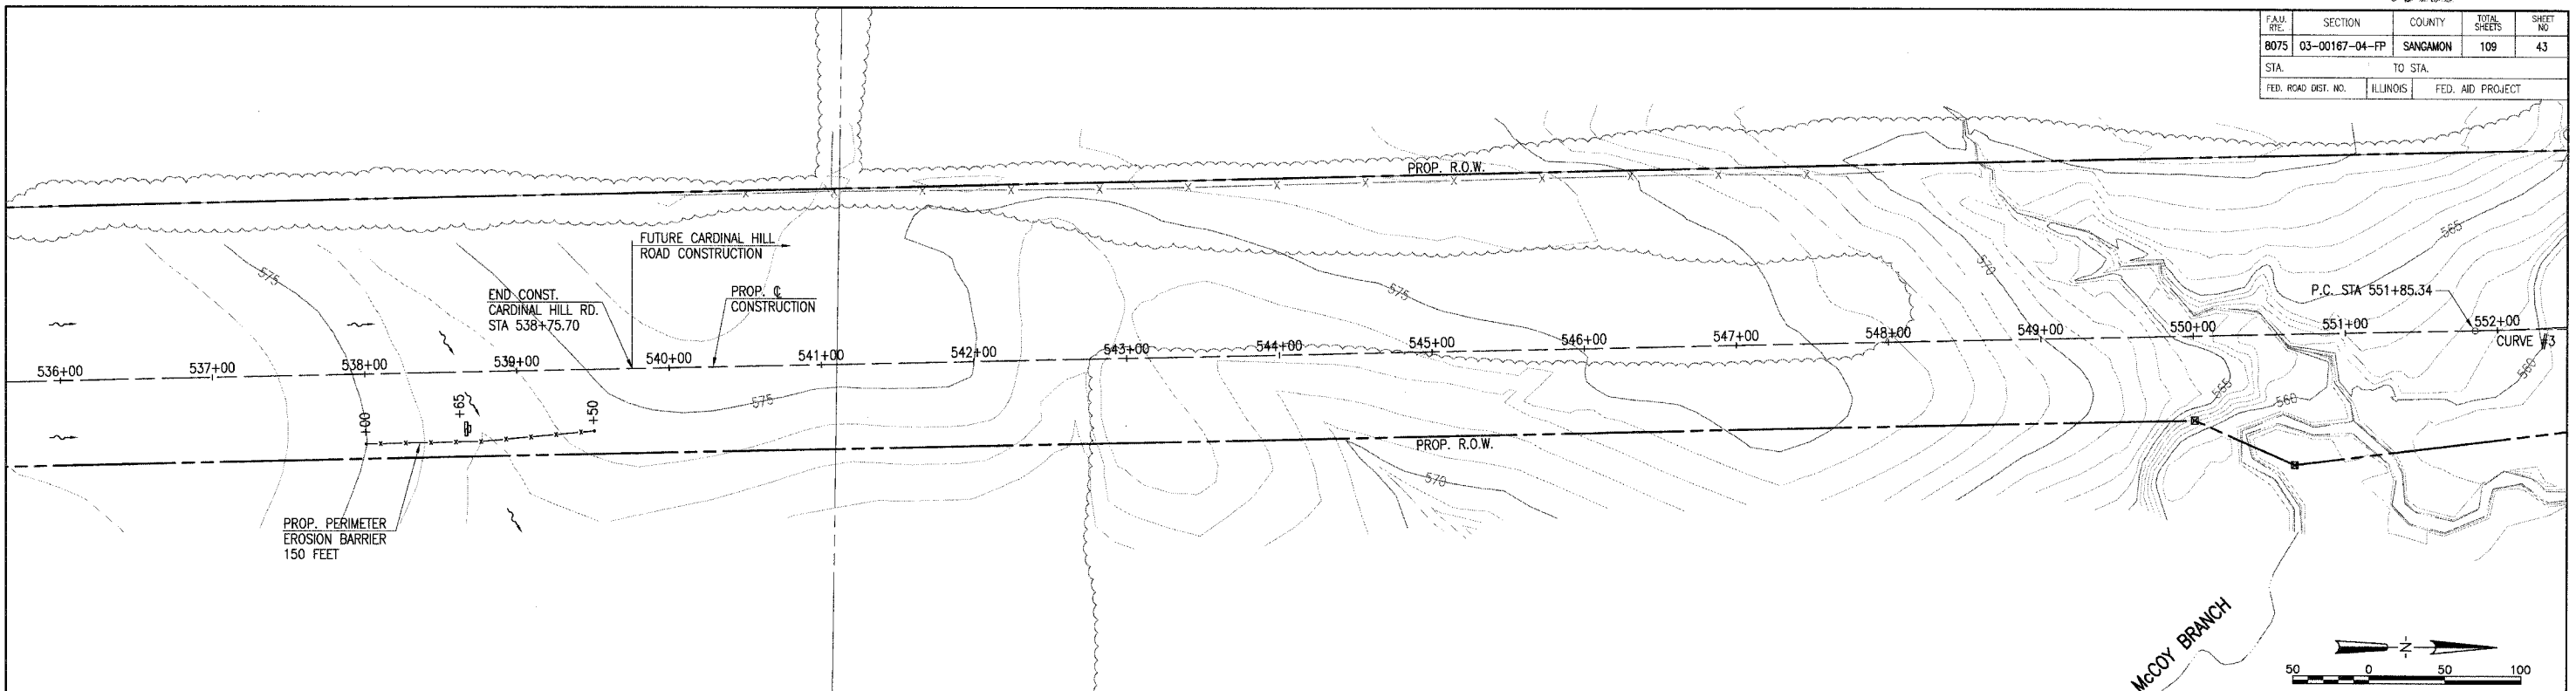 F.A.U. RTE. SECTION COUNTY TOTAL SHEETS SHEET NO
8075 03-00167-04-FP SANGAMON 109 43
STA. TO STA.
FED. ROAD DIST. NO. ILLINOIS FED. AID PROJECT
PROP. R.O.W.
FUTURE CARDINAL HILL
ROAD CONSTRUCTION
575
570
565
END CONST.
CARDINAL HILL RD.
STA 538+75.70
PROP. ℄
CONSTRUCTION
575
P.C. STA 551+85.34
536+00 537+00 538+00 539+00 540+00 541+00 542+00 543+00 544+00 545+00 546+00 547+00 548+00 549+00 550+00 551+00 552+00
CURVE #3
560
+00
+65
+50
575
565
560
PROP. R.O.W.
570
PROP. PERIMETER
EROSION BARRIER
150 FEET
McCOY BRANCH
N
50 0 50 100